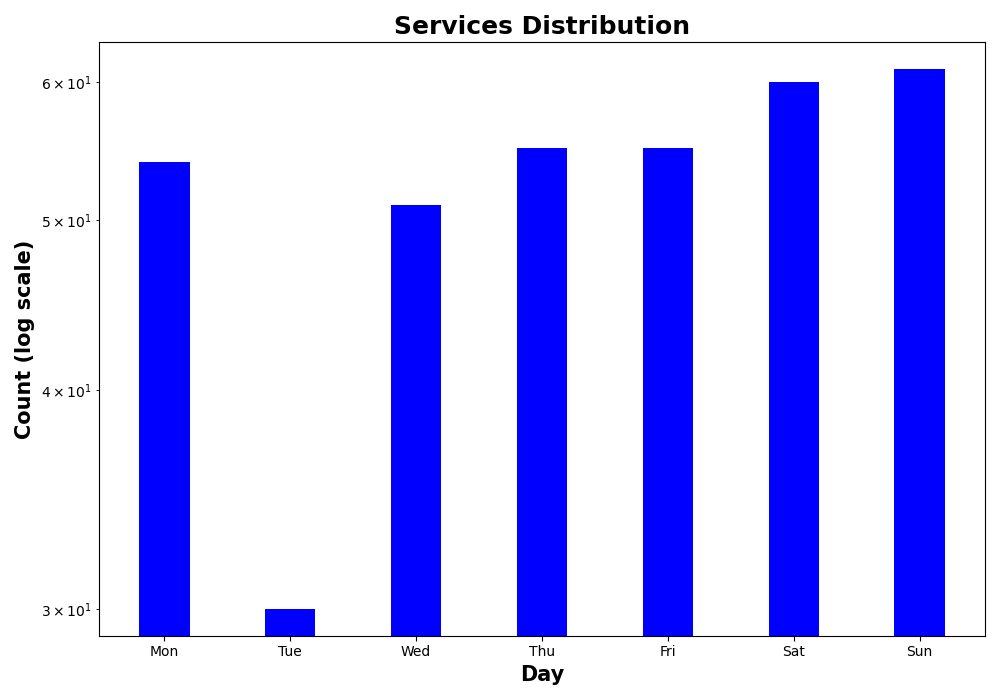 Services Distribution
Count (log scale)
6 × 10¹
5 × 10¹
4 × 10¹
3 × 10¹
Mon Tue Wed Thu Fri Sat Sun
Day